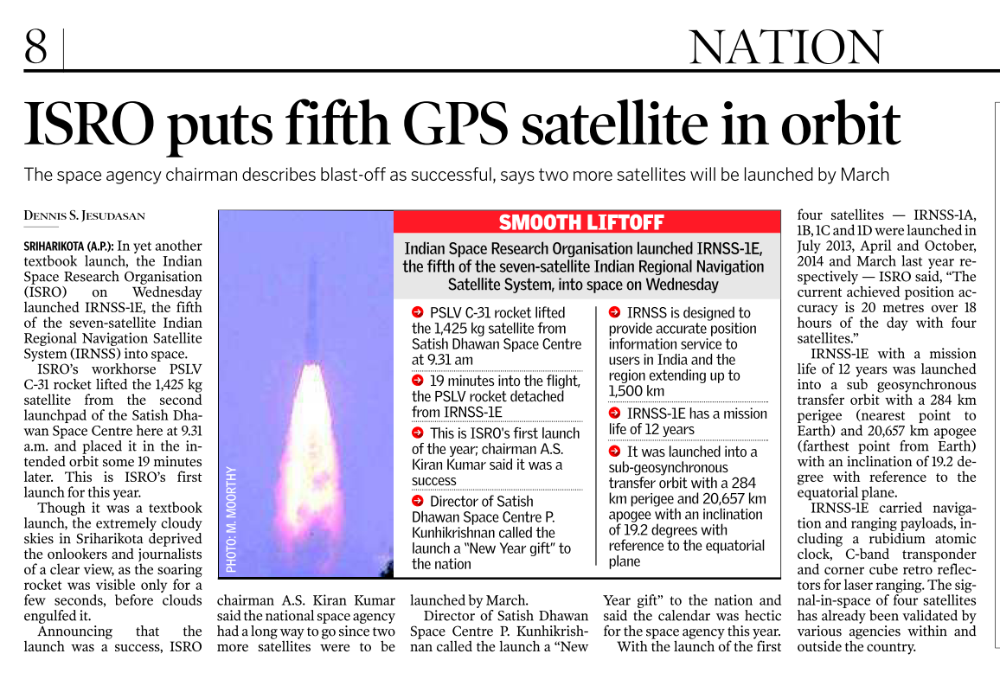 8
NATION
ISRO puts fifth GPS satellite in orbit
The space agency chairman describes blast-off as successful, says two more satellites will be launched by March
DENNIS S. JESUDASAN
SRIHARIKOTA (A.P.): In yet another
textbook launch, the Indian
Space Research Organisation
(ISRO) on Wednesday
launched IRNSS-1E, the fifth
of the seven-satellite Indian
Regional Navigation Satellite
System (IRNSS) into space.
ISRO's workhorse PSLV
C-31 rocket lifted the 1,425 kg
satellite from the second
launchpad of the Satish Dha-
wan Space Centre here at 9.31
a.m. and placed it in the in-
tended orbit some 19 minutes
later. This is ISRO's first
launch for this year.
Though it was a textbook
launch, the extremely cloudy
skies in Sriharikota deprived
the onlookers and journalists
of a clear view, as the soaring
rocket was visible only for a
few seconds, before clouds
engulfed it.
Announcing that the
launch was a success, ISRO
PHOTO: M. MOORTHY
SMOOTH LIFTOFF
Indian Space Research Organisation launched IRNSS-1E,
the fifth of the seven-satellite Indian Regional Navigation
Satellite System, into space on Wednesday
PSLV C-31 rocket lifted
the 1,425 kg satellite from
Satish Dhawan Space Centre
at 9.31 am
19 minutes into the flight,
the PSLV rocket detached
from IRNSS-1E
This is ISRO's first launch
of the year; chairman A.S.
Kiran Kumar said it was a
success
Director of Satish
Dhawan Space Centre P.
Kunhikrishnan called the
launch a "New Year gift" to
the nation
IRNSS is designed to
provide accurate position
information service to
users in India and the
region extending up to
1,500 km
IRNSS-1E has a mission
life of 12 years
It was launched into a
sub-geosynchronous
transfer orbit with a 284
km perigee and 20,657 km
apogee with an inclination
of 19.2 degrees with
reference to the equatorial
plane
chairman A.S. Kiran Kumar
said the national space agency
had a long way to go since two
more satellites were to be
launched by March.
Director of Satish Dhawan
Space Centre P. Kunhikrish-
nan called the launch a “New
Year gift” to the nation and
said the calendar was hectic
for the space agency this year.
With the launch of the first
four satellites — IRNSS-1A,
1B, 1C and 1D were launched in
July 2013, April and October,
2014 and March last year re-
spectively — ISRO said, “The
current achieved position ac-
curacy is 20 metres over 18
hours of the day with four
satellites.”
IRNSS-1E with a mission
life of 12 years was launched
into a sub geosynchronous
transfer orbit with a 284 km
perigee (nearest point to
Earth) and 20,657 km apogee
(farthest point from Earth)
with an inclination of 19.2 de-
gree with reference to the
equatorial plane.
IRNSS-1E carried naviga-
tion and ranging payloads, in-
cluding a rubidium atomic
clock, C-band transponder
and corner cube retro reflec-
tors for laser ranging. The sig-
nal-in-space of four satellites
has already been validated by
various agencies within and
outside the country.